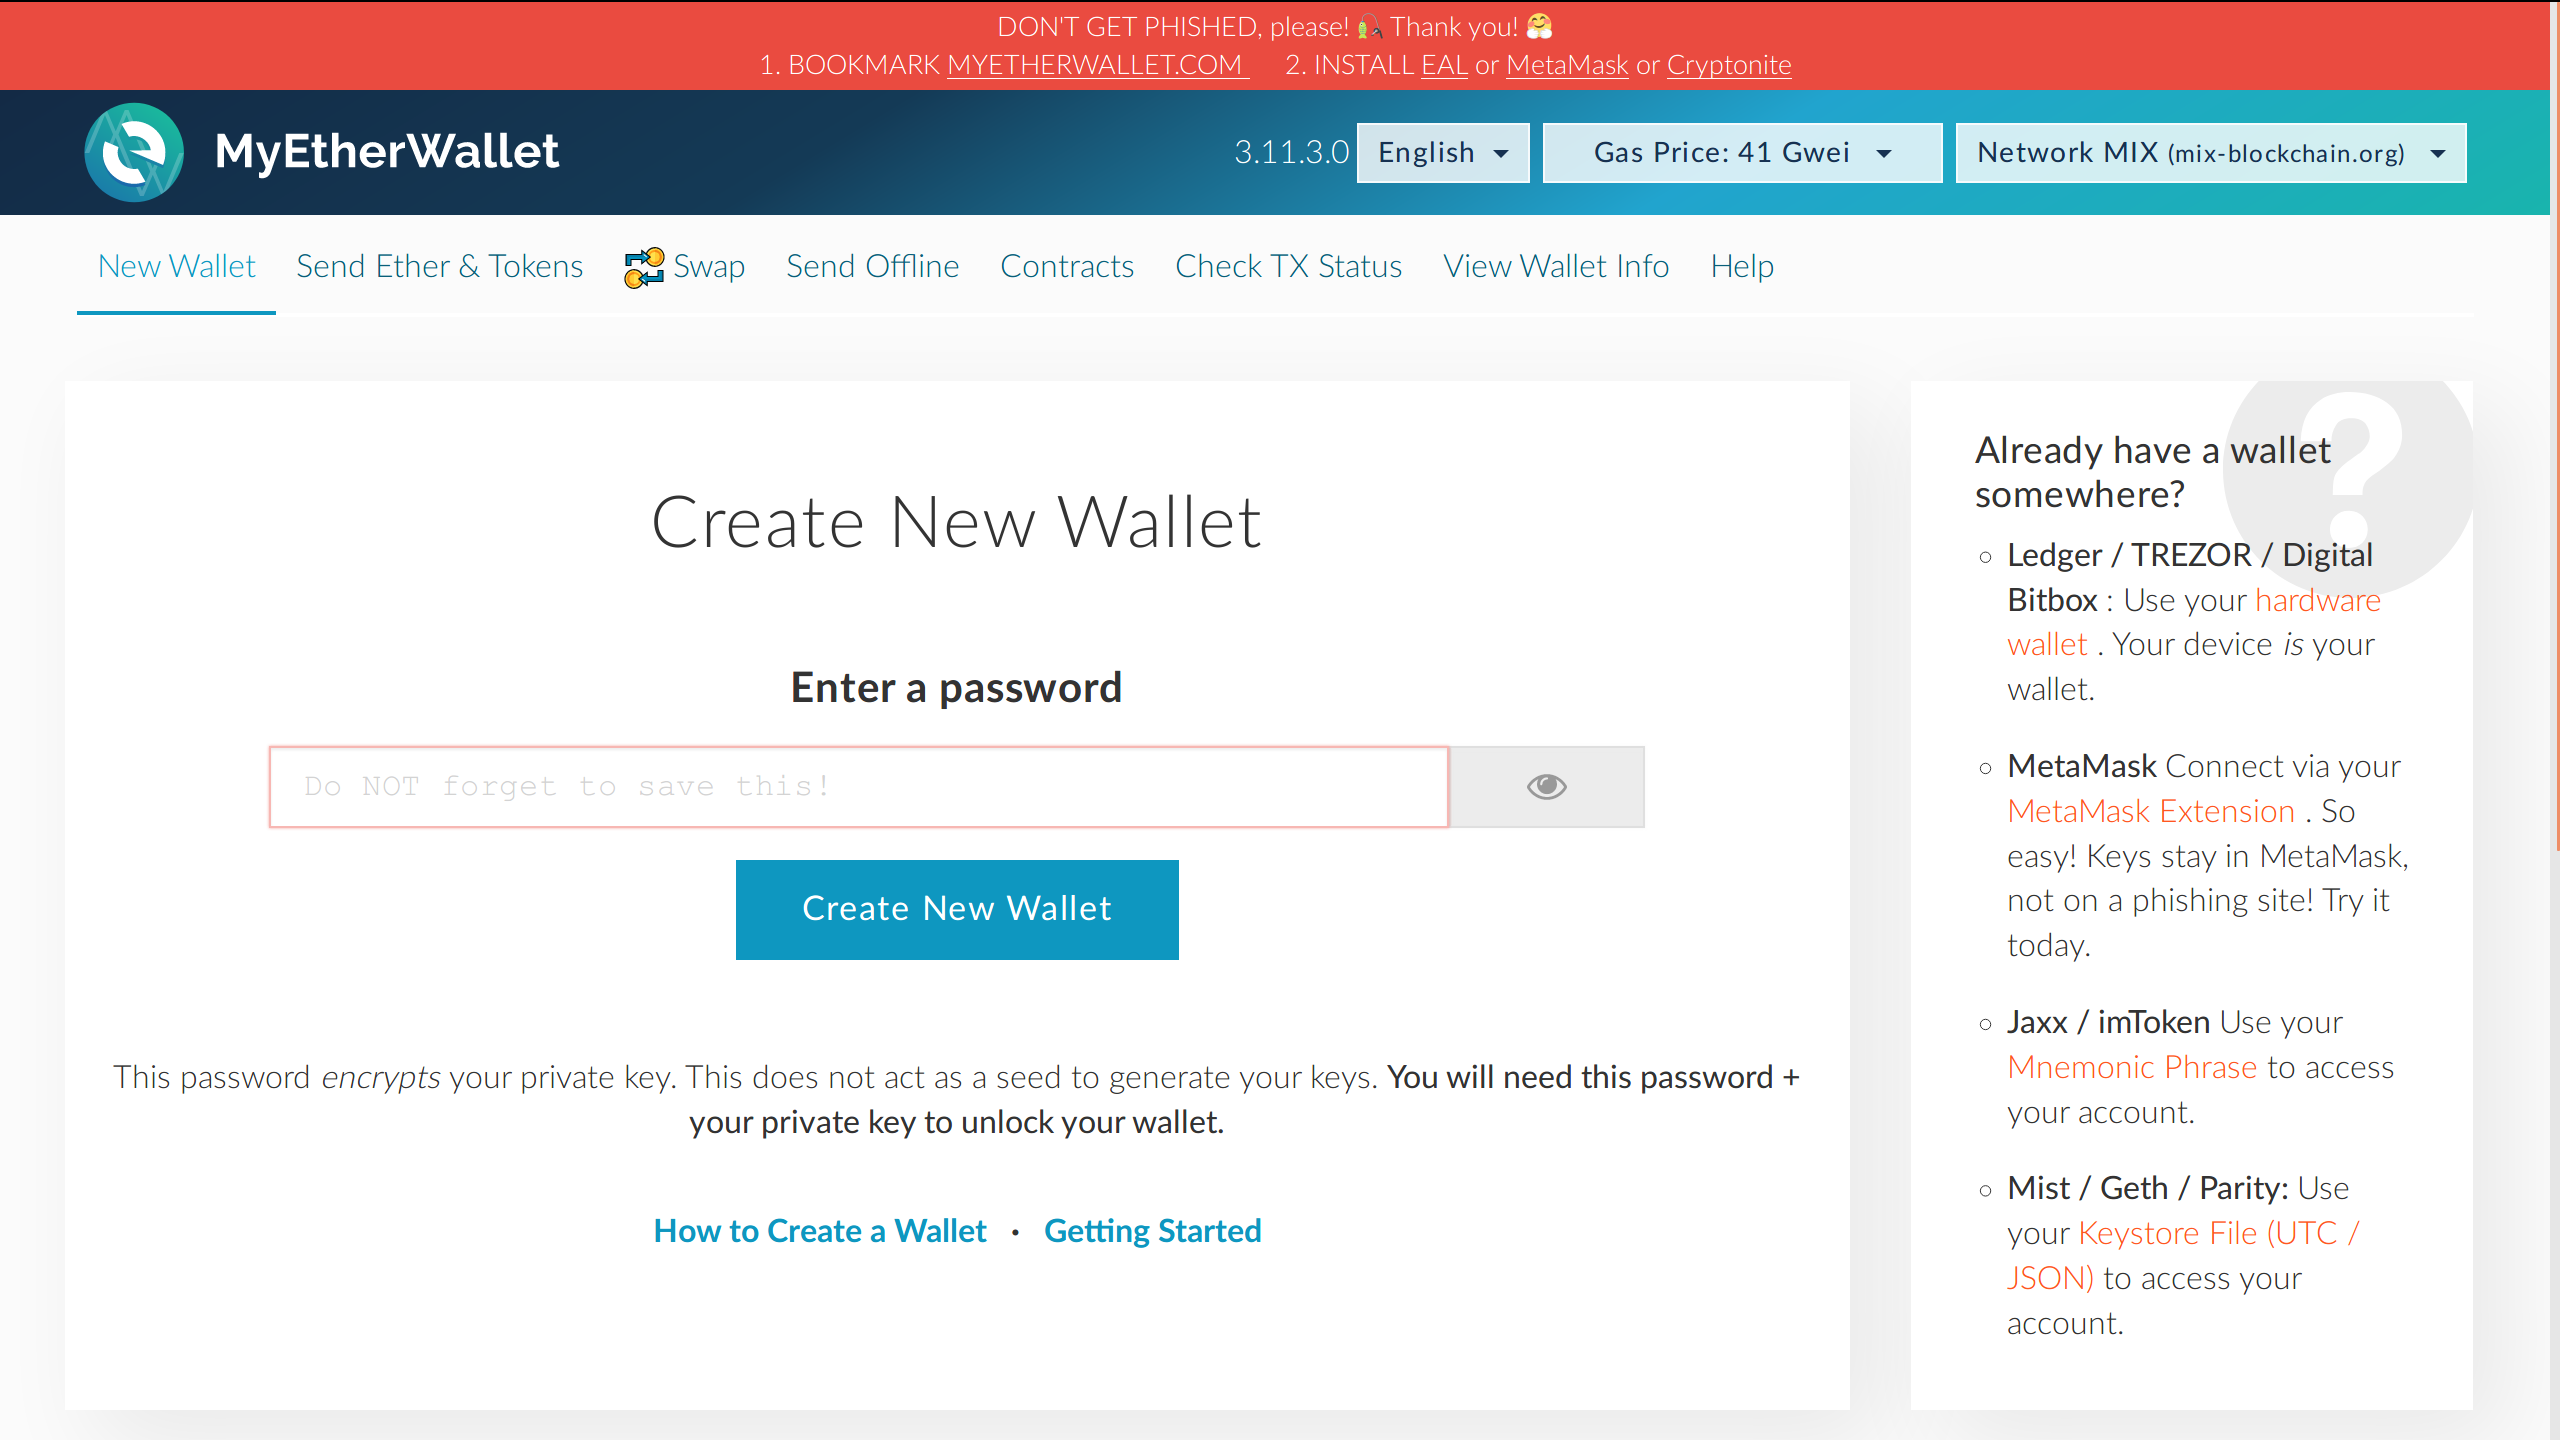 DON'T GET PHISHED, please! Thank you!
1. BOOKMARK MYETHERWALLET.COM 2. INSTALL EAL or MetaMask or Cryptonite
MyEtherWallet
3.11.3.0 English Gas Price: 41 Gwei Network MIX (mix-blockchain.org)
New Wallet Send Ether & Tokens Swap Send Offline Contracts Check TX Status View Wallet Info Help
Create New Wallet
Enter a password
Do NOT forget to save this!
Create New Wallet
This password encrypts your private key. This does not act as a seed to generate your keys. You will need this password +
your private key to unlock your wallet.
How to Create a Wallet · Getting Started
Already have a wallet
somewhere?
Ledger / TREZOR / Digital
Bitbox : Use your hardware
wallet . Your device is your
wallet.
MetaMask Connect via your
MetaMask Extension . So
easy! Keys stay in MetaMask,
not on a phishing site! Try it
today.
Jaxx / imToken Use your
Mnemonic Phrase to access
your account.
Mist / Geth / Parity: Use
your Keystore File (UTC /
JSON) to access your
account.